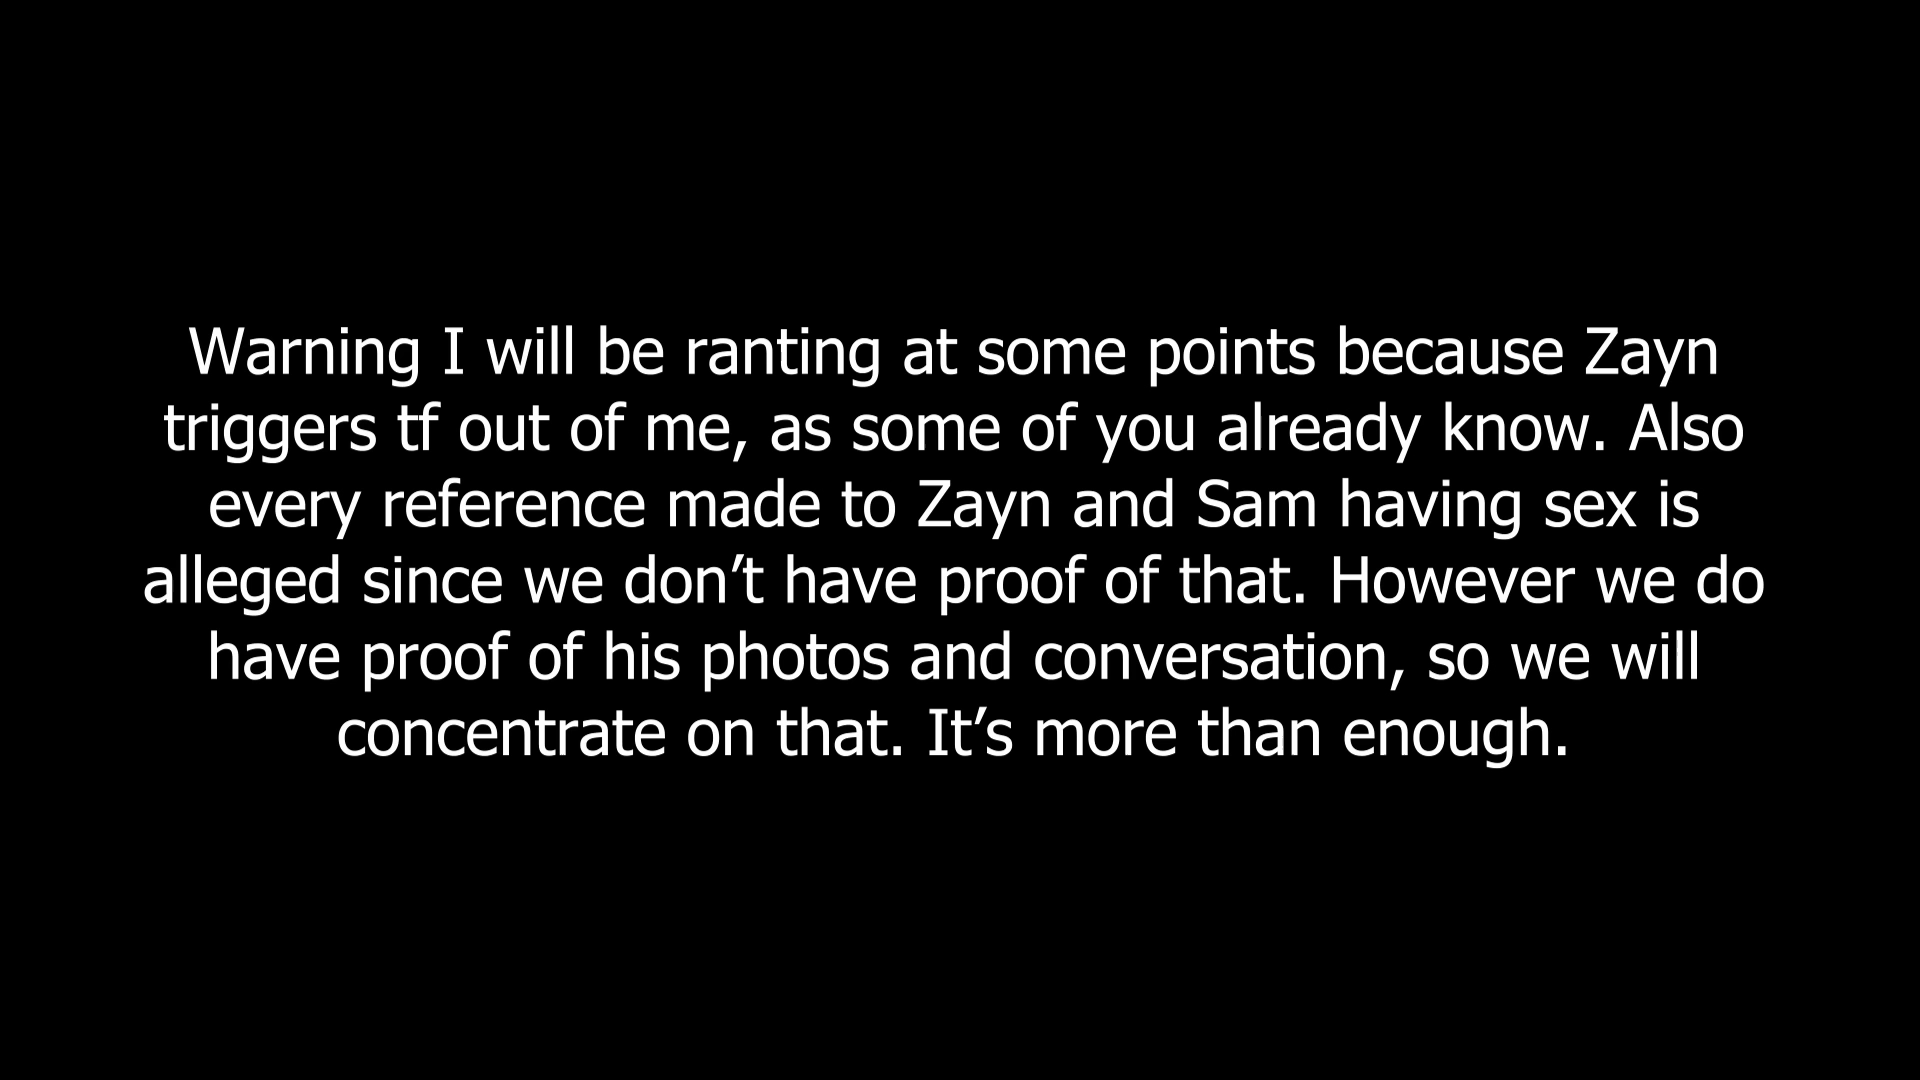 Warning I will be ranting at some points because Zayn
triggers tf out of me, as some of you already know. Also
every reference made to Zayn and Sam having sex is
alleged since we don’t have proof of that. However we do
have proof of his photos and conversation, so we will
concentrate on that. It’s more than enough.